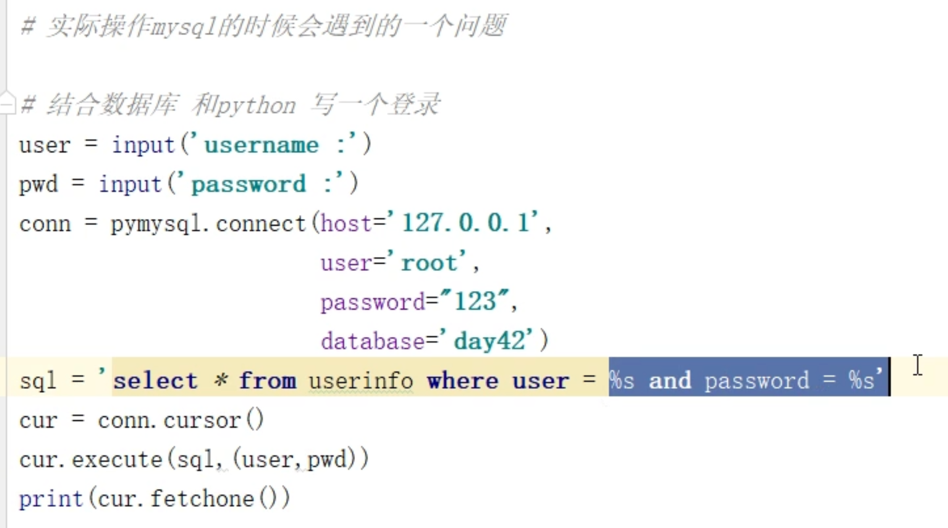 # 实际操作mysql的时候会遇到的一个问题
# 结合数据库 和python 写一个登录
user = input('username :')
pwd = input('password :')
conn = pymysql.connect(host='127.0.0.1',
user='root',
password="123",
database='day42')
sql = 'select * from userinfo where user = %s and password = %s'
cur = conn.cursor()
cur.execute(sql,(user,pwd))
print(cur.fetchone())